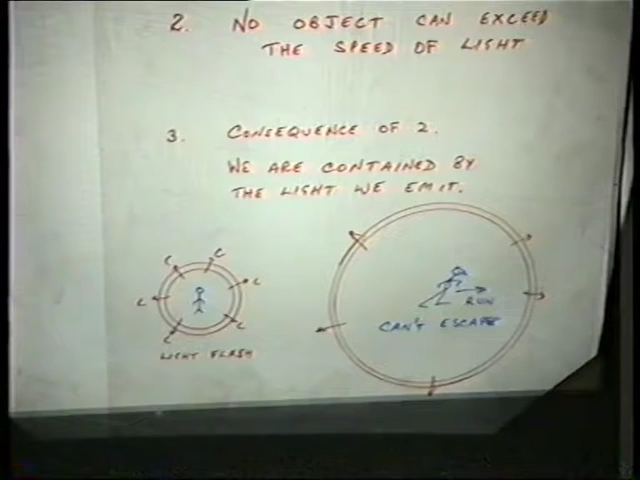 2. NO OBJECT CAN EXCEED
THE SPEED OF LIGHT
3. CONSEQUENCE OF 2.
WE ARE CONTAINED BY
THE LIGHT WE EMIT.
C C
C C
C C
LIGHT FLASH
RUN
CAN'T ESCAPE